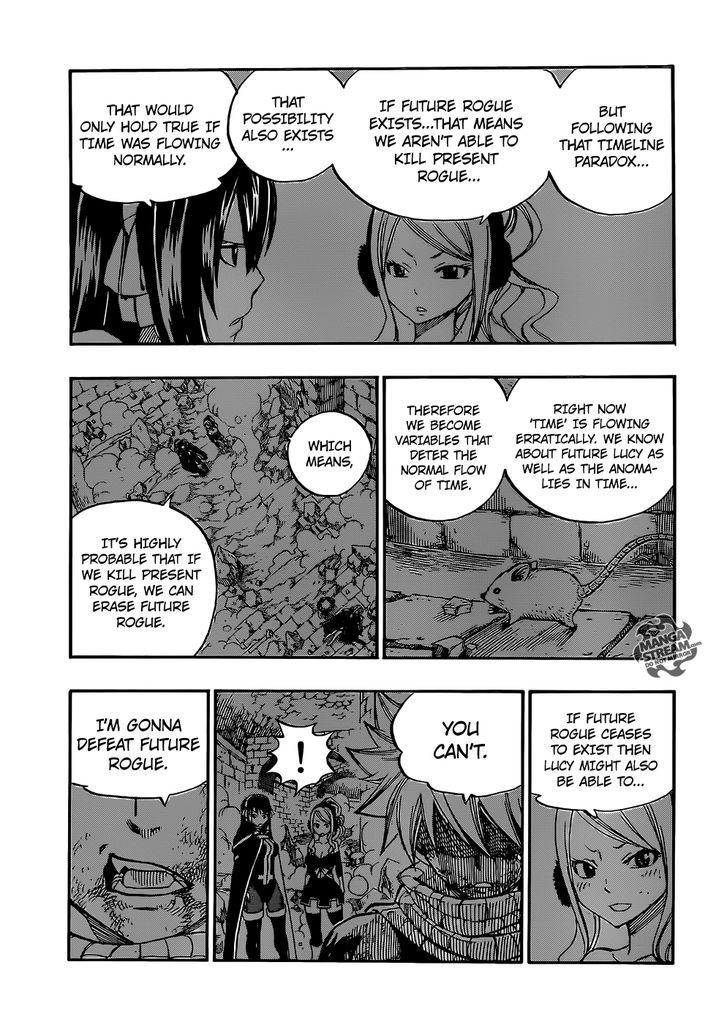 BUT
FOLLOWING
THAT TIMELINE
PARADOX...
IF FUTURE ROGUE
EXISTS...THAT MEANS
WE AREN'T ABLE TO
KILL PRESENT
ROGUE...
THAT
POSSIBILITY
ALSO EXISTS
...
THAT WOULD
ONLY HOLD TRUE IF
TIME WAS FLOWING
NORMALLY.
RIGHT NOW
'TIME' IS FLOWING
ERRATICALLY. WE KNOW
ABOUT FUTURE LUCY AS
WELL AS THE ANOMA-
LIES IN TIME...
THEREFORE
WE BECOME
VARIABLES THAT
DETER THE
NORMAL FLOW
OF TIME.
WHICH
MEANS,
IT'S HIGHLY
PROBABLE THAT IF
WE KILL PRESENT
ROGUE, WE CAN
ERASE FUTURE
ROGUE.
MANGA
STREAM.com
DO NOT MIRROR
IF FUTURE
ROGUE CEASES
TO EXIST THEN
LUCY MIGHT ALSO
BE ABLE TO...
YOU
CAN'T.
!
I'M GONNA
DEFEAT FUTURE
ROGUE.